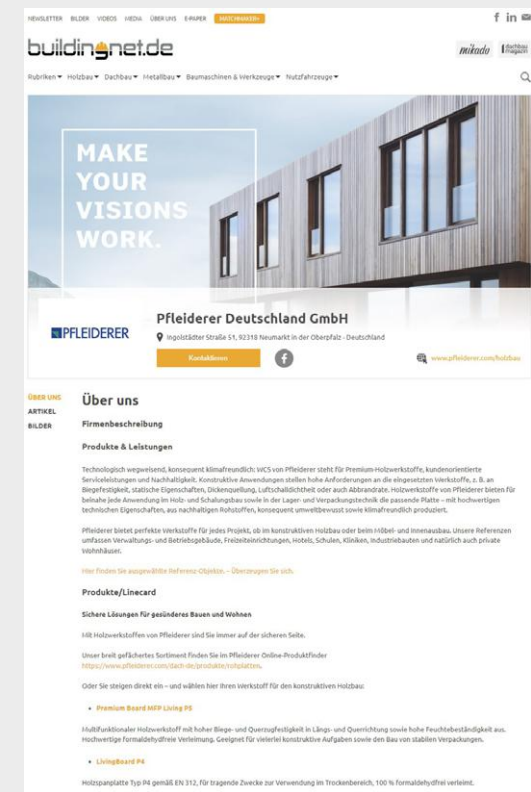 NEWSLETTER BILDER VIDEOS MEDIA ÜBER UNS E-PAPER MATCHMAKER+
buildingnet.de
mikado dachbau magazin
Rubriken Holzbau Dachbau Metallbau Baumaschinen & Werkzeuge Nutzfahrzeuge
MAKE
YOUR
VISIONS
WORK.
PFLEIDERER
Pfleiderer Deutschland GmbH
Ingolstädter Straße 51, 92318 Neumarkt in der Oberpfalz - Deutschland
Kontaktieren
www.pfleiderer.com/holzbau
ÜBER UNS
ARTIKEL
BILDER
Über uns
Firmenbeschreibung
Produkte & Leistungen
Technologisch wegweisend, konsequent klimafreundlich: WCS von Pfleiderer steht für Premium-Holzwerkstoffe, kundenorientierte
Serviceleistungen und Nachhaltigkeit. Konstruktive Anwendungen stellen hohe Anforderungen an die eingesetzten Werkstoffe, z. B. an
Biegefestigkeit, statische Eigenschaften, Dickenquellung, Luftschalldichtheit oder auch Abbrandrate. Holzwerkstoffe von Pfleiderer bieten für
beinahe jede Anwendung im Holz- und Schalungsbau sowie in der Lager- und Verpackungstechnik die passende Platte – mit hochwertigen
technischen Eigenschaften, aus nachhaltigen Rohstoffen, konsequent umweltbewusst sowie klimafreundlich produziert.
Pfleiderer bietet perfekte Werkstoffe für jedes Projekt, ob im konstruktiven Holzbau oder beim Möbel- und Innenausbau. Unsere Referenzen
umfassen Verwaltungs- und Betriebsgebäude, Freizeiteinrichtungen, Hotels, Schulen, Kliniken, Industriebauten und natürlich auch private
Wohnhäuser.
Hier finden Sie ausgewählte Referenz-Objekte. – Überzeugen Sie sich.
Produkte/Linecard
Sichere Lösungen für gesünderes Bauen und Wohnen
Mit Holzwerkstoffen von Pfleiderer sind Sie immer auf der sicheren Seite.
Unser breit gefächertes Sortiment finden Sie im Pfleiderer Online-Produktfinder
https://www.pfleiderer.com/dach-de/produkte/rohplatten.
Oder Sie steigen direkt ein – und wählen hier Ihren Werkstoff für den konstruktiven Holzbau:
Premium Board MFP Living P5
Multifunktionaler Holzwerkstoff mit hoher Biege- und Querzugfestigkeit in Längs- und Querrichtung sowie hohe Feuchtebeständigkeit aus.
Hochwertige formaldehydfreie Verleimung. Geeignet für vielerlei konstruktive Aufgaben sowie den Bau von stabilen Verpackungen.
LivingBoard P4
Holzspanplatte Typ P4 gemäß EN 312, für tragende Zwecke zur Verwendung im Trockenbereich, 100 % formaldehydfrei verleimt.